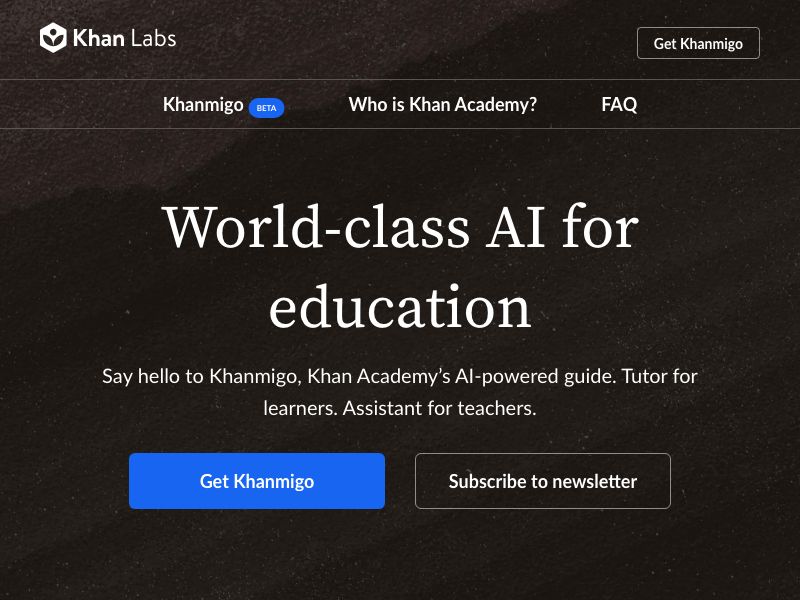 Khan Labs
Get Khanmigo
Khanmigo BETA
Who is Khan Academy?
FAQ
World-class AI for
education
Say hello to Khanmigo, Khan Academy’s AI-powered guide. Tutor for
learners. Assistant for teachers.
Get Khanmigo
Subscribe to newsletter